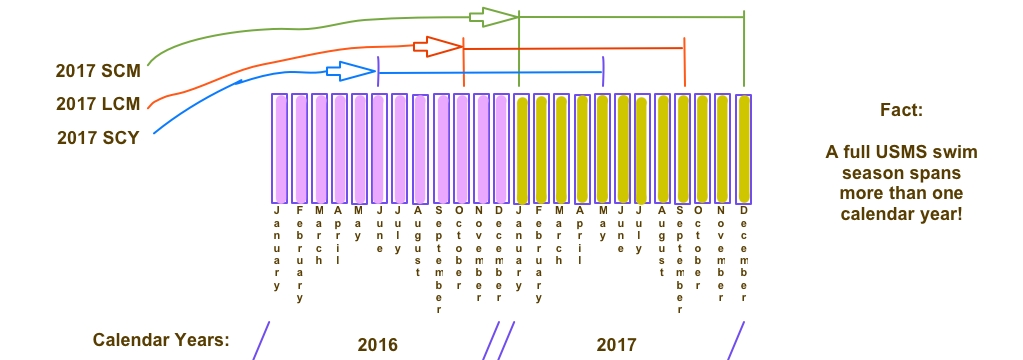 2017 SCM
2017 LCM
2017 SCY
Fact:
A full USMS swim
season spans
more than one
calendar year!
January February March April May June July August September October November December January February March April May June July August September October November December
Calendar Years:
2016
2017